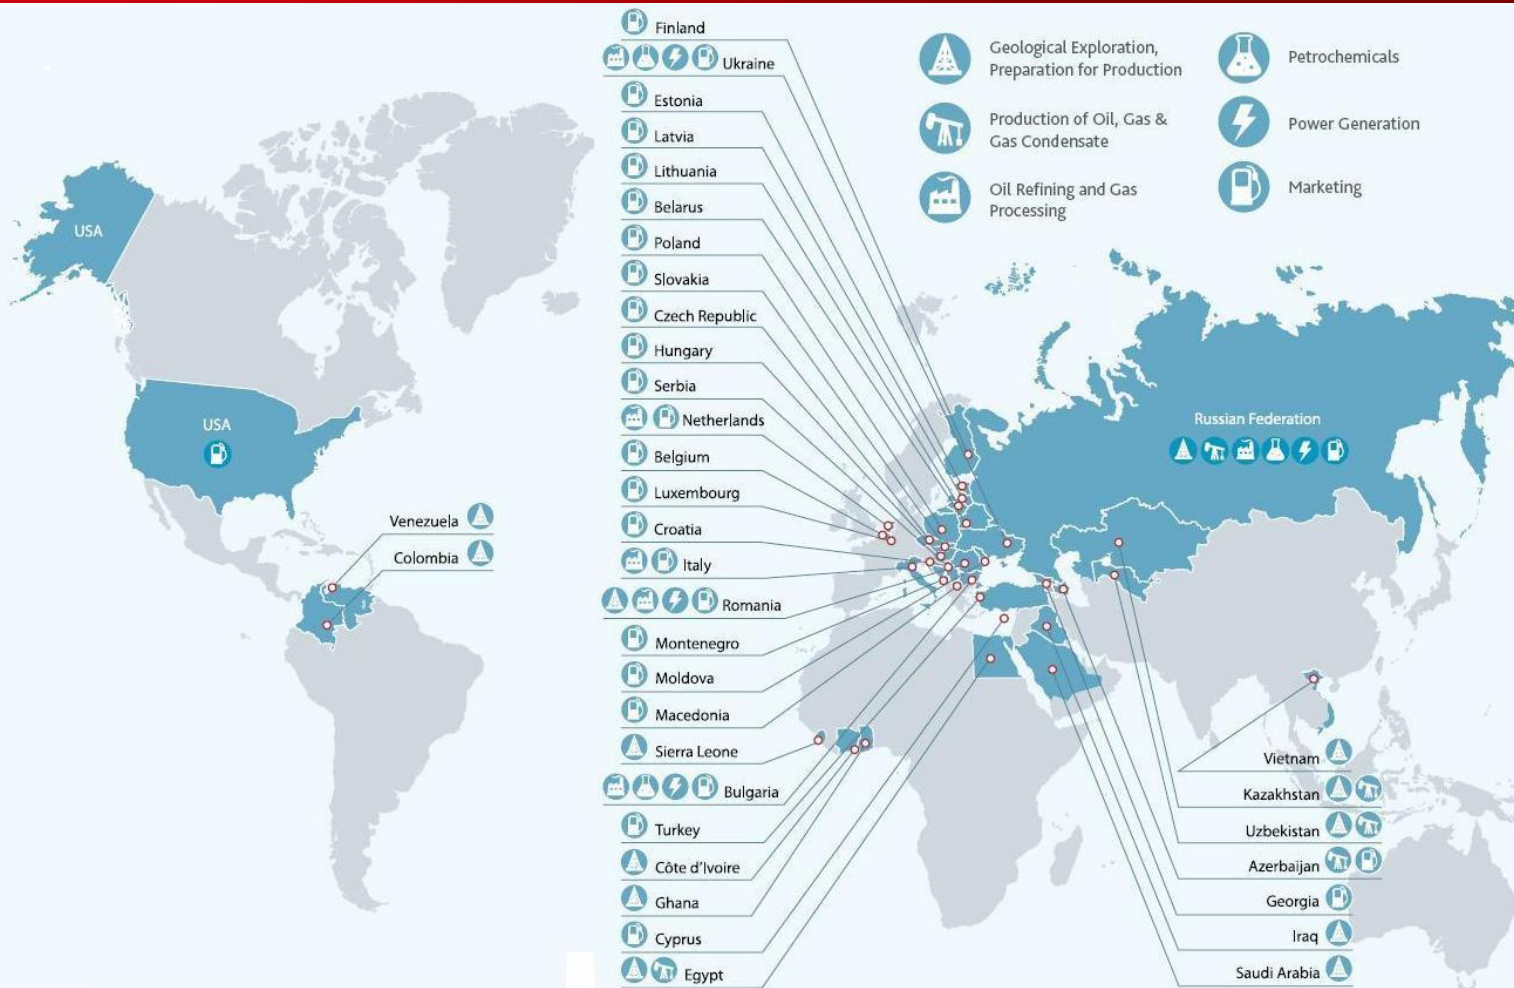 Finland
Ukraine
Estonia
Latvia
Lithuania
Belarus
Poland
Slovakia
Czech Republic
Hungary
Serbia
Netherlands
Belgium
Luxembourg
Croatia
Italy
Romania
Montenegro
Moldova
Macedonia
Sierra Leone
Bulgaria
Turkey
Côte d'Ivoire
Ghana
Cyprus
Egypt
Geological Exploration,
Preparation for Production
Production of Oil, Gas &
Gas Condensate
Oil Refining and Gas
Processing
Petrochemicals
Power Generation
Marketing
USA
USA
Venezuela
Colombia
Russian Federation
Vietnam
Kazakhstan
Uzbekistan
Azerbaijan
Georgia
Iraq
Saudi Arabia